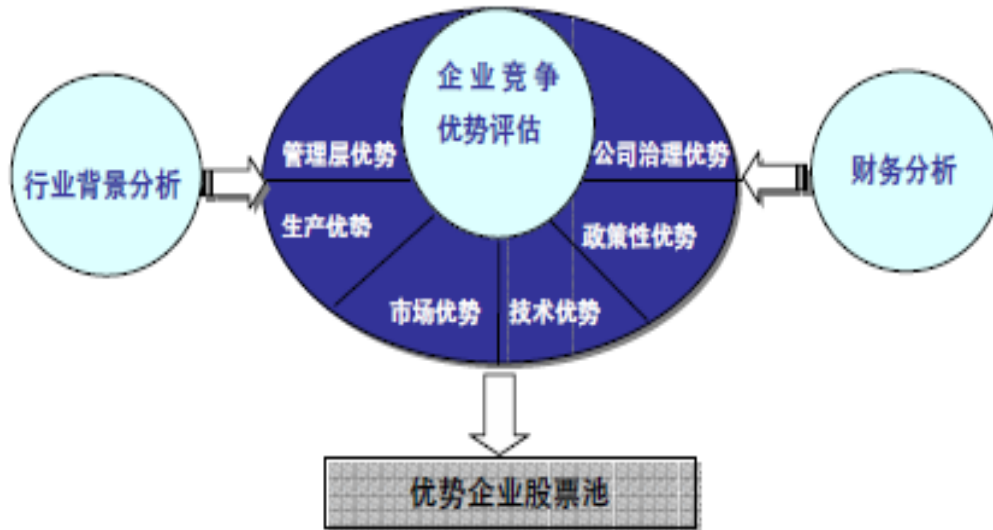 企业竞争
优势评估
管理层优势
公司治理优势
行业背景分析
财务分析
生产优势
政策性优势
市场优势
技术优势
优势企业股票池